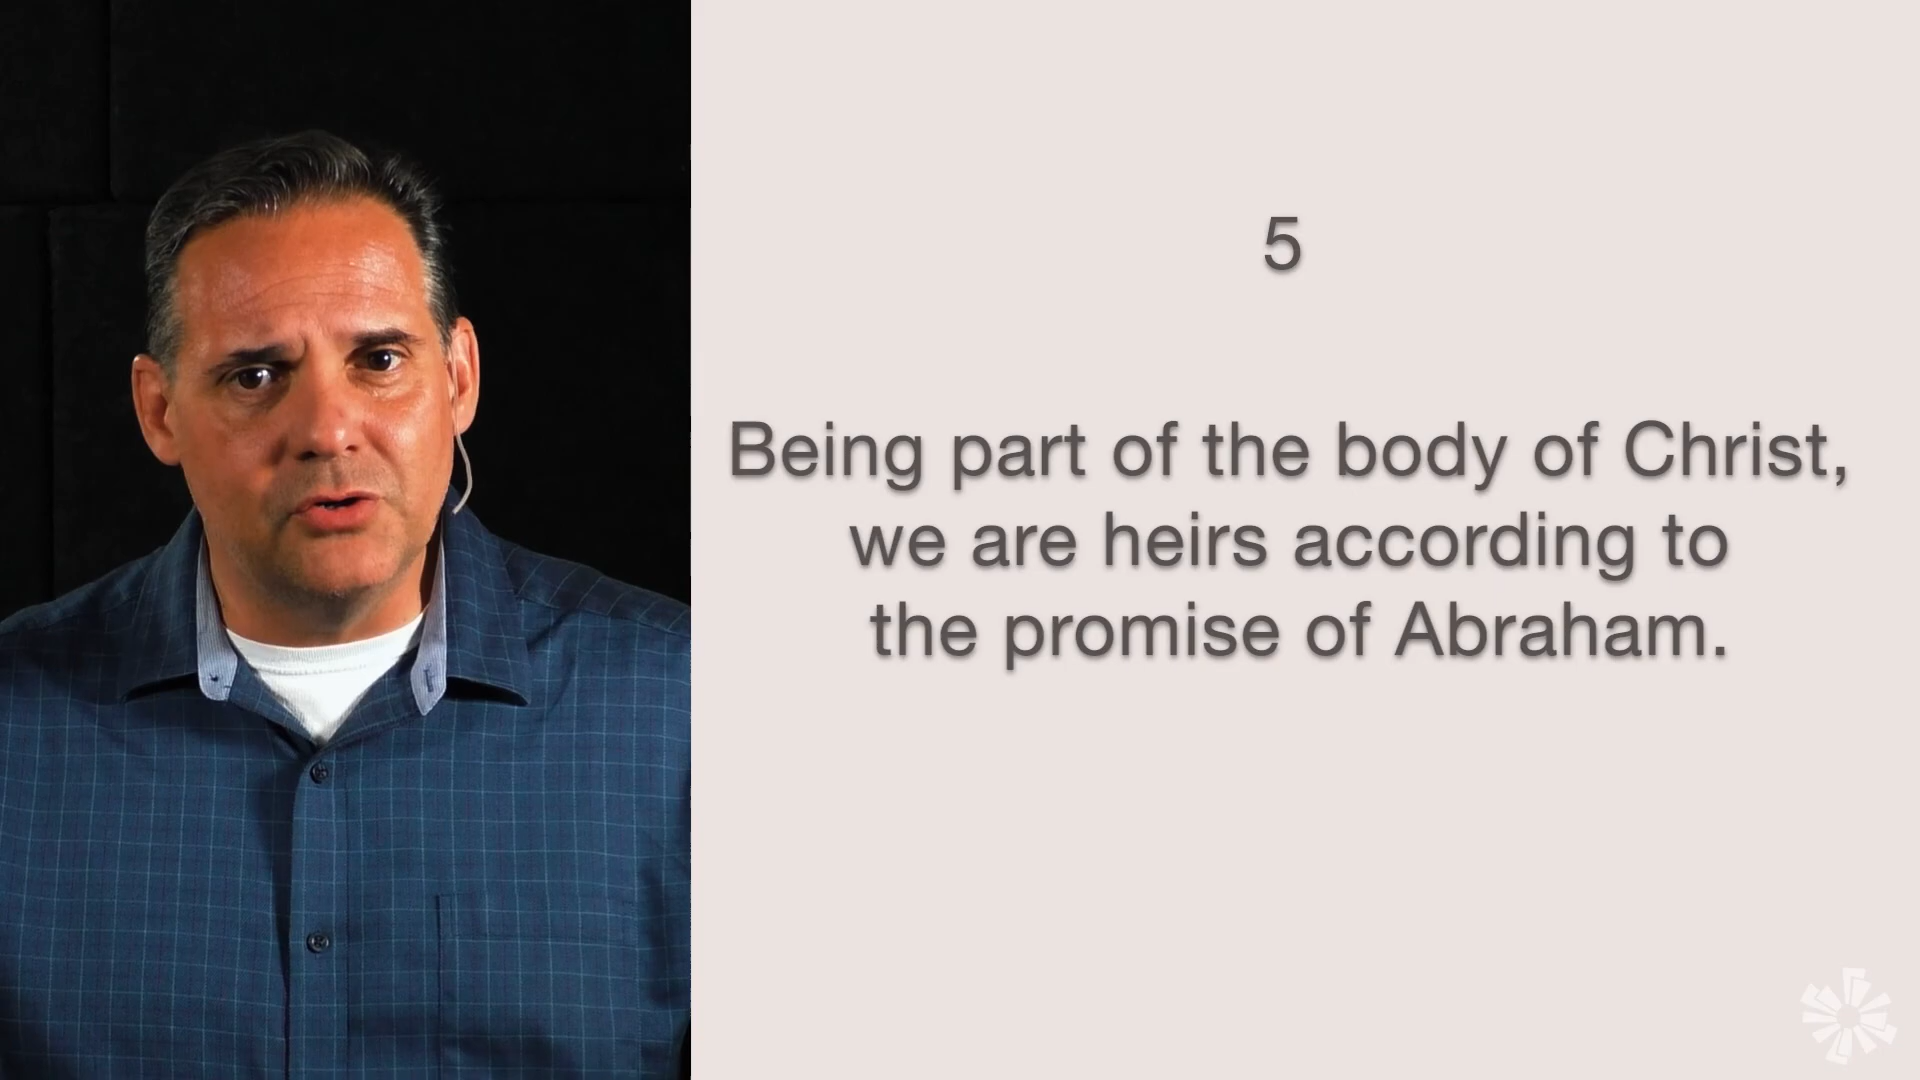 5
Being part of the body of Christ,
we are heirs according to
the promise of Abraham.